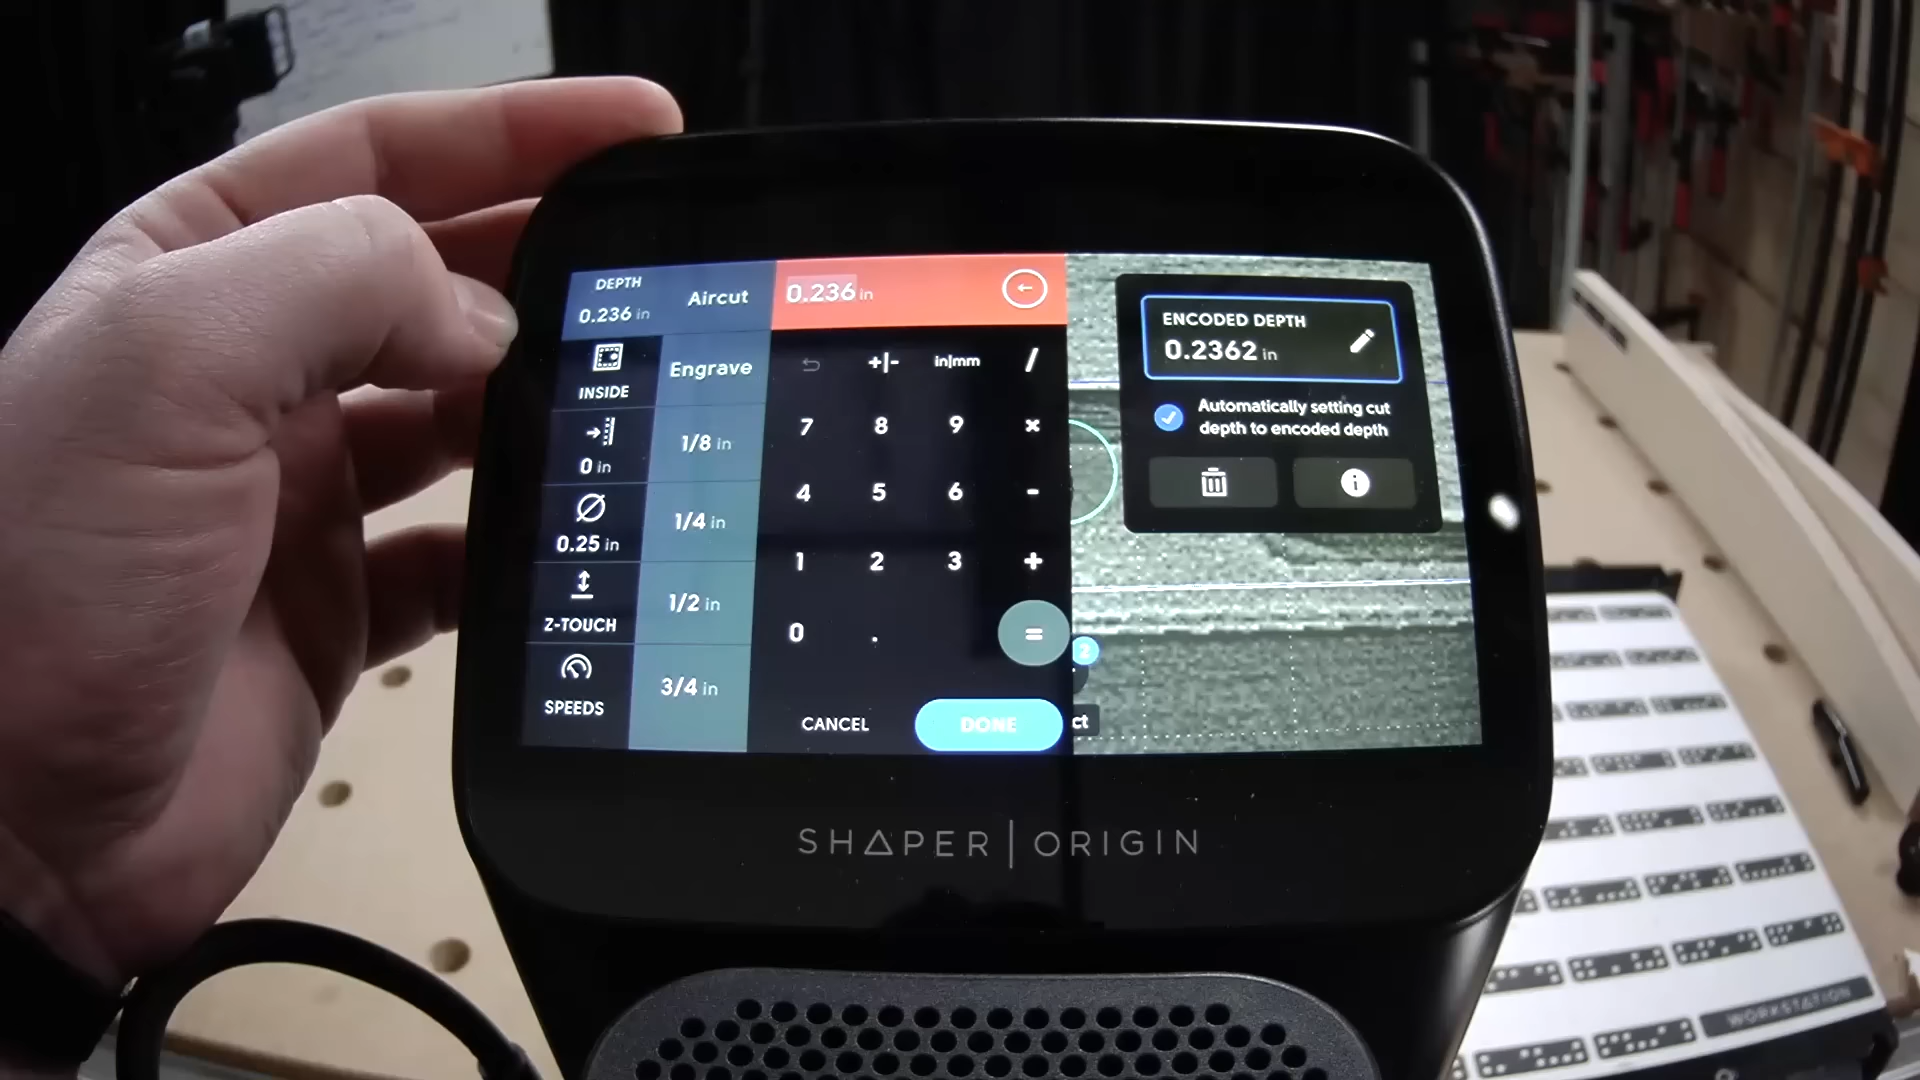 DEPTH
0.236 in
Aircut
0.236 in
INSIDE
0 in
0.25 in
Z-TOUCH
SPEEDS
Engrave
1/8 in
1/4 in
1/2 in
3/4 in
+|- in|mm /
7 8 9 ×
4 5 6 -
1 2 3 +
0 . =
CANCEL DONE
ENCODED DEPTH
0.2362 in
Automatically setting cut
depth to encoded depth
2
ct
SHAPER | ORIGIN
WORKSTATION